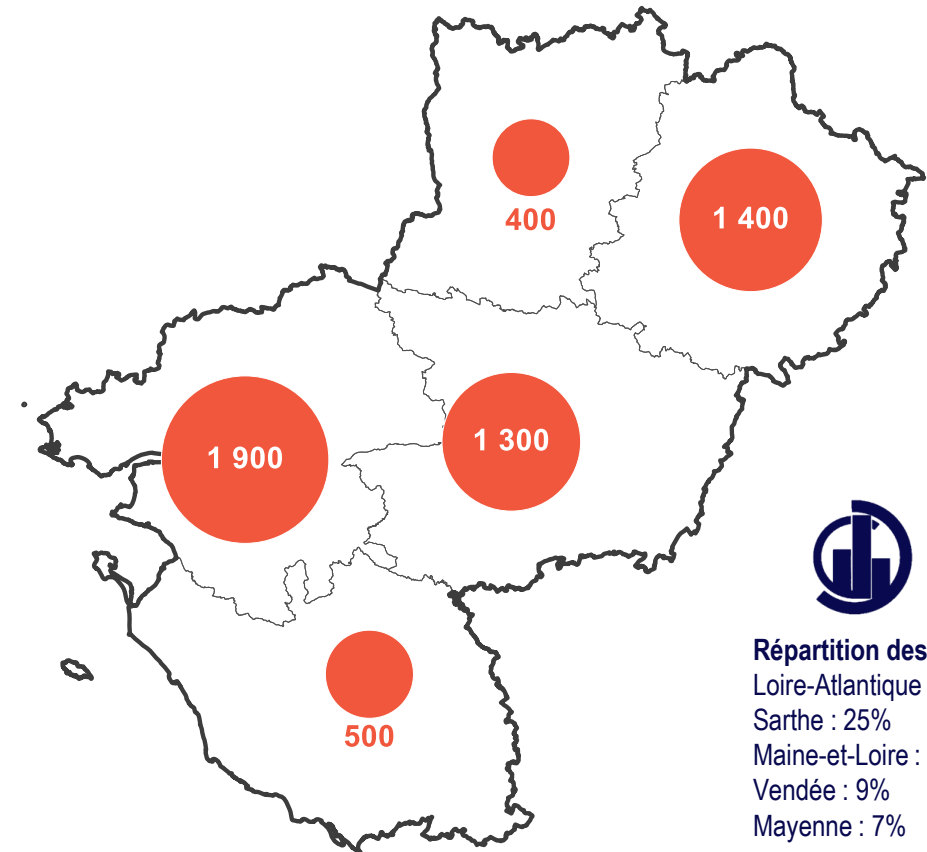 400
1 400
1 900
1 300
500
Répartition des
Loire-Atlantique
Sarthe : 25%
Maine-et-Loire :
Vendée : 9%
Mayenne : 7%